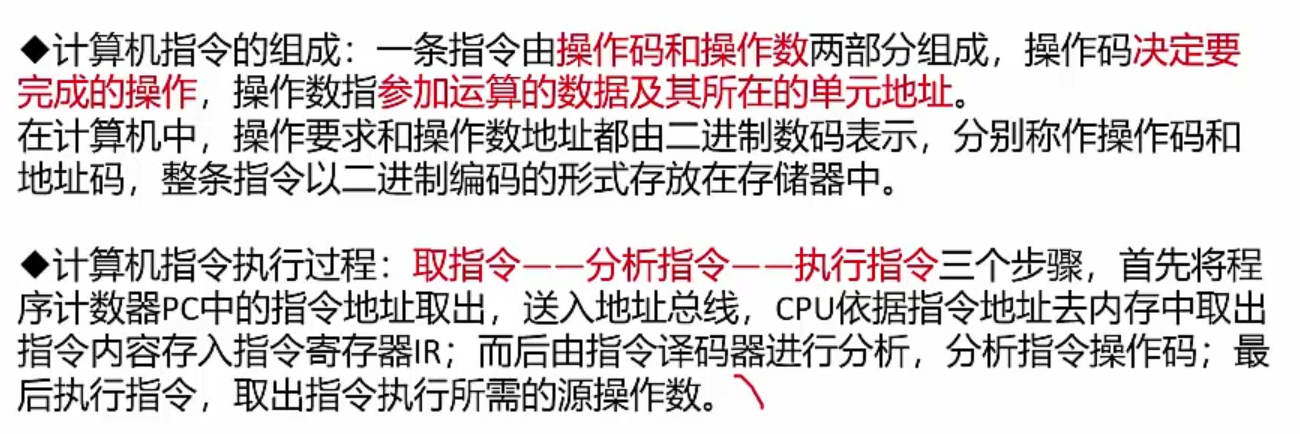 ◆计算机指令的组成：一条指令由操作码和操作数两部分组成，操作码决定要
完成的操作，操作数指参加运算的数据及其所在的单元地址。
在计算机中，操作要求和操作数地址都由二进制数码表示，分别称作操作码和
地址码，整条指令以二进制编码的形式存放在存储器中。
◆计算机指令执行过程：取指令——分析指令——执行指令三个步骤，首先将程
序计数器PC中的指令地址取出，送入地址总线，CPU依据指令地址去内存中取出
指令内容存入指令寄存器IR；而后由指令译码器进行分析，分析指令操作码；最
后执行指令，取出指令执行所需的源操作数。